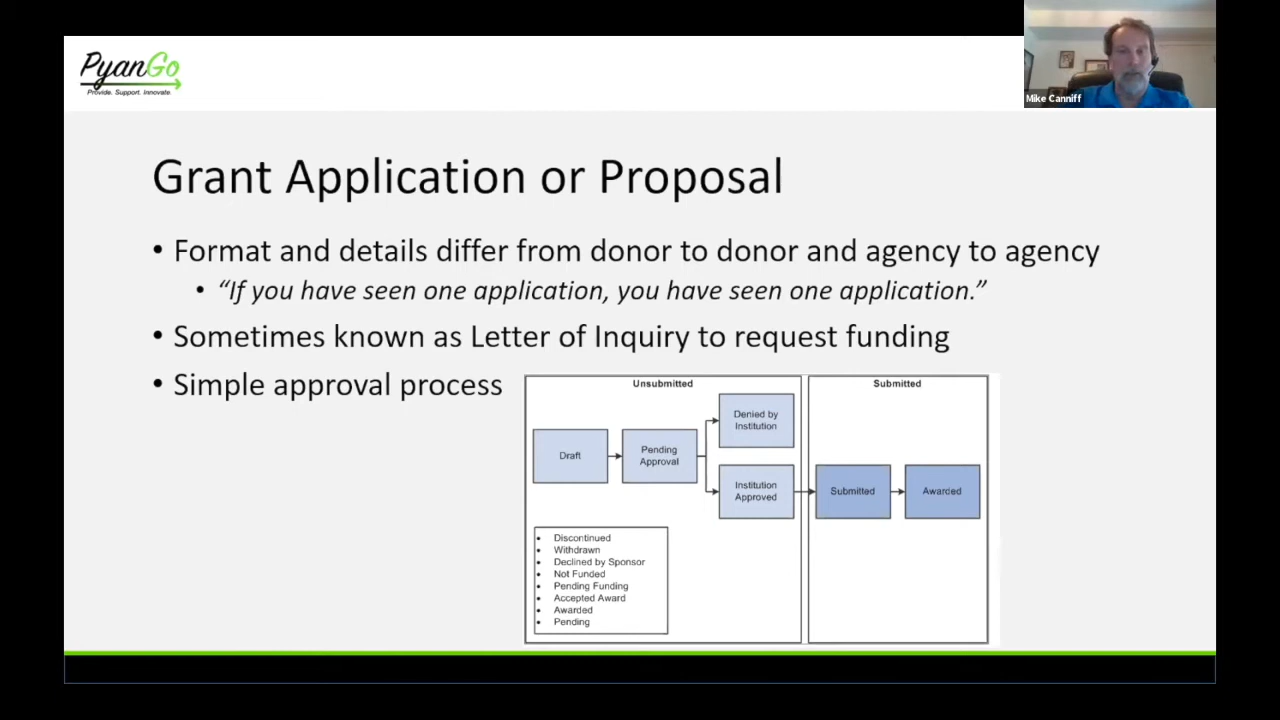 PyanGo
Provide. Support. Innovate.
Mike Canniff
Grant Application or Proposal
• Format and details differ from donor to donor and agency to agency
• “If you have seen one application, you have seen one application.”
• Sometimes known as Letter of Inquiry to request funding
• Simple approval process
Unsubmitted
Submitted
Draft
Pending
Approval
Denied by
Institution
Institution
Approved
Submitted
Awarded
• Discontinued
• Withdrawn
• Declined by Sponsor
• Not Funded
• Pending Funding
• Accepted Award
• Awarded
• Pending